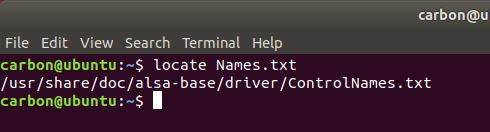 carbon@u
File Edit View Search Terminal Help
carbon@ubuntu:~$ locate Names.txt
/usr/share/doc/alsa-base/driver/ControlNames.txt
carbon@ubuntu:~$